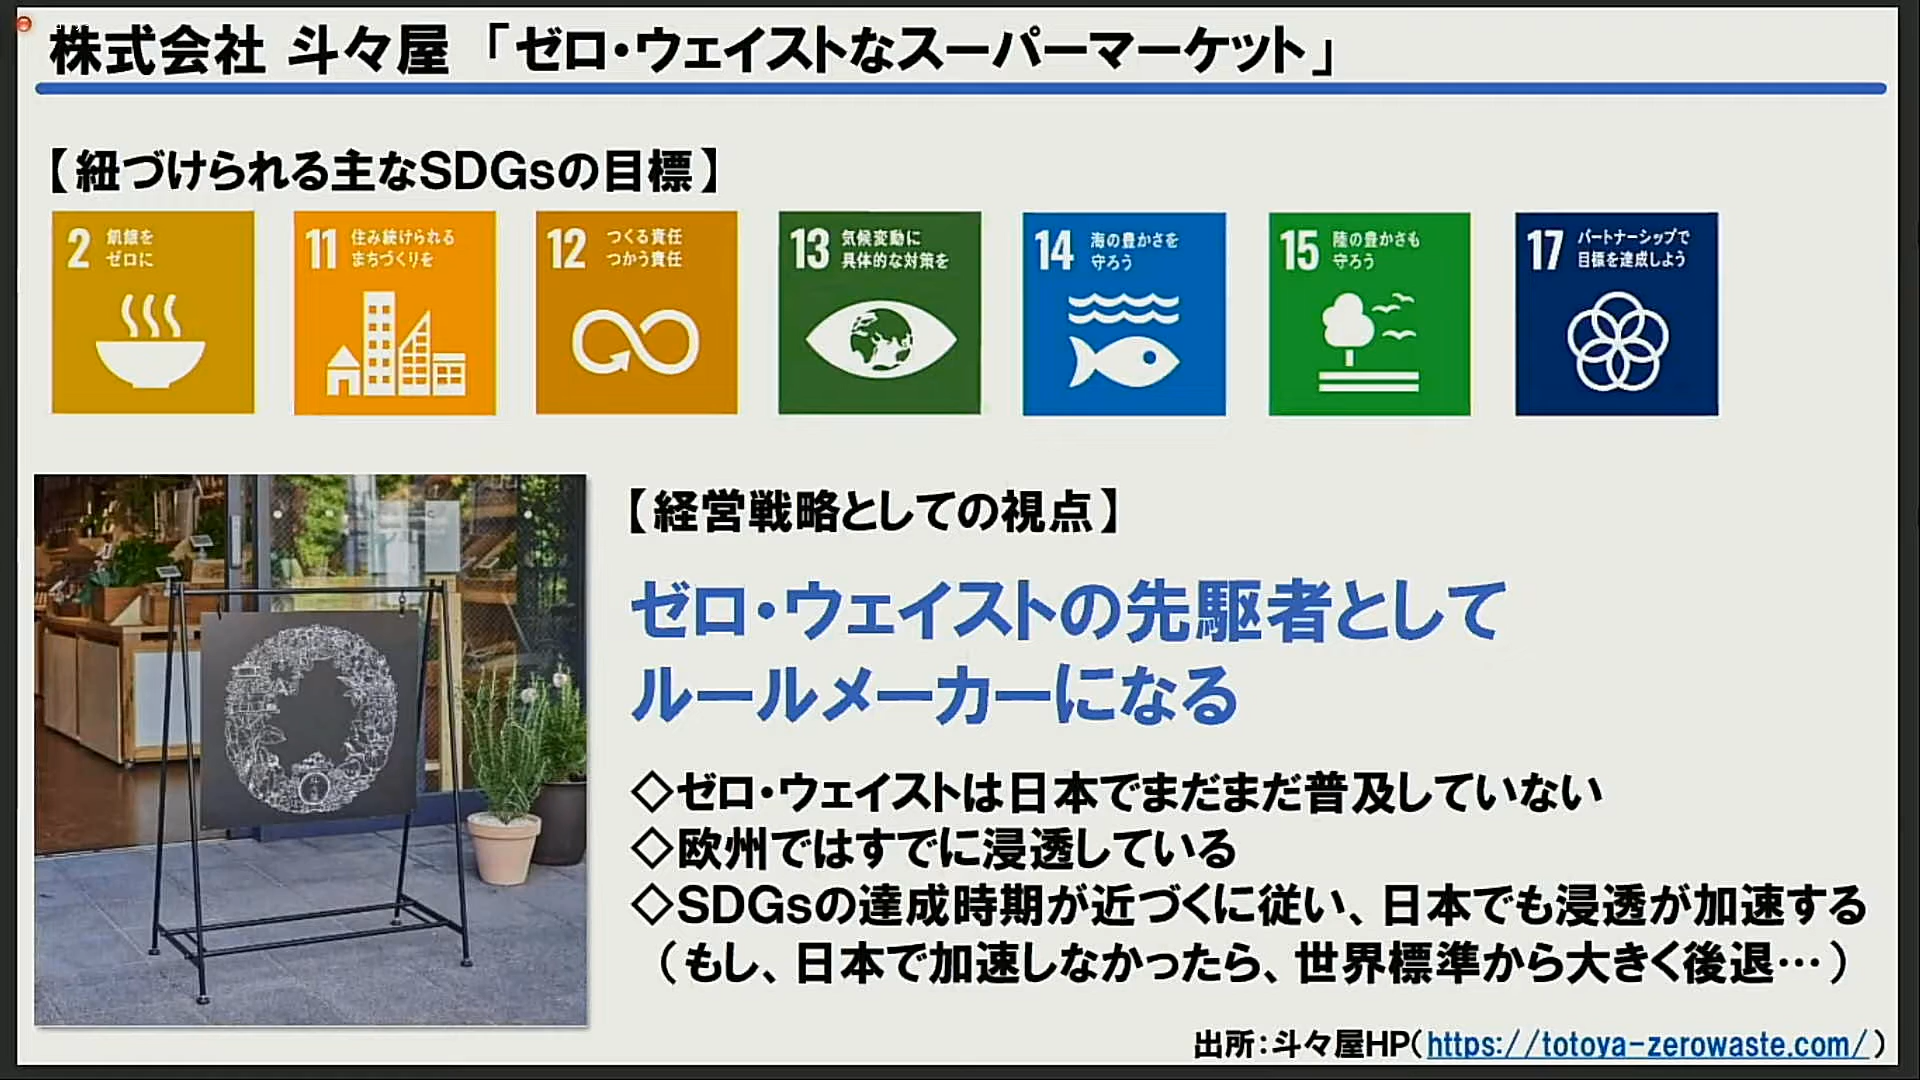 株式会社 斗々屋 「ゼロ・ウェイストなスーパーマーケット」
【紐づけられる主なSDGsの目標】
2 飢餓を
ゼロに
11 住み続けられる
まちづくりを
12 つくる責任
つかう責任
13 気候変動に
具体的な対策を
14 海の豊かさを
守ろう
15 陸の豊かさも
守ろう
17 パートナーシップで
目標を達成しよう
【経営戦略としての視点】
ゼロ・ウェイストの先駆者として
ルールメーカーになる
◇ゼロ・ウェイストは日本でまだまだ普及していない
◇欧州ではすでに浸透している
◇SDGsの達成時期が近づくに従い、日本でも浸透が加速する
（もし、日本で加速しなかったら、世界標準から大きく後退…）
出所：斗々屋HP（https://totoya-zerowaste.com/）